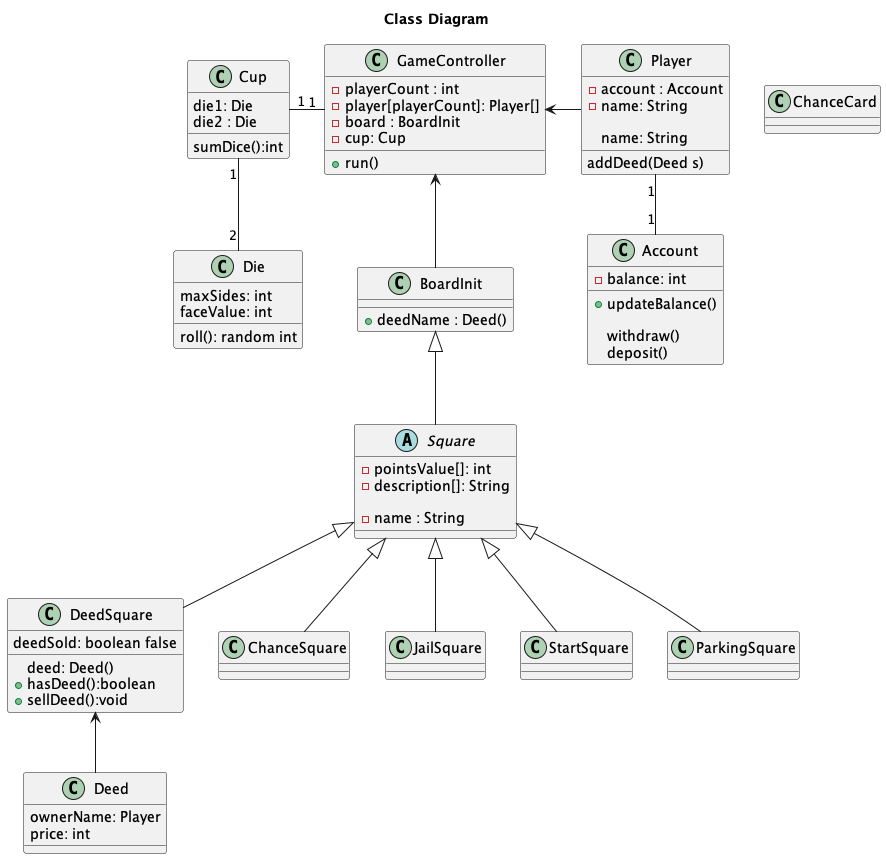 Class Diagram
C Cup
die1: Die
die2 : Die
sumDice():int
1
1
C GameController
playerCount : int
player[playerCount]: Player[]
board : BoardInit
cup: Cup
run()
C Player
account : Account
name: String
name: String
addDeed(Deed s)
C ChanceCard
1
2
1
1
C Die
maxSides: int
faceValue: int
roll(): random int
C BoardInit
deedName : Deed()
C Account
balance: int
updateBalance()
withdraw()
deposit()
A Square
pointsValue[]: int
description[]: String
name : String
C DeedSquare
deedSold: boolean false
deed: Deed()
hasDeed():boolean
sellDeed():void
C ChanceSquare
C JailSquare
C StartSquare
C ParkingSquare
C Deed
ownerName: Player
price: int